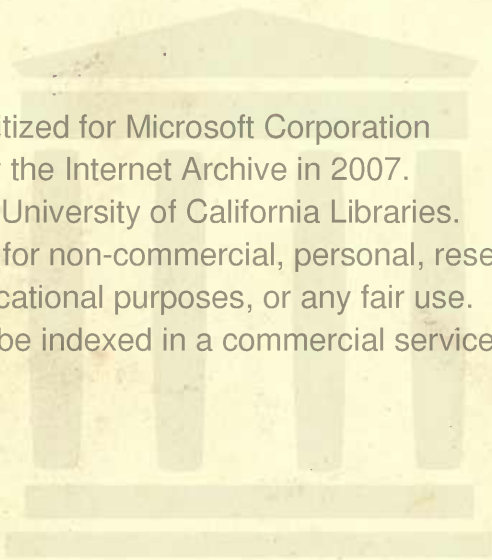 tized for Microsoft Corporation
the Internet Archive in 2007.
University of California Libraries.
for non-commercial, personal, rese
cational purposes, or any fair use.
be indexed in a commercial service